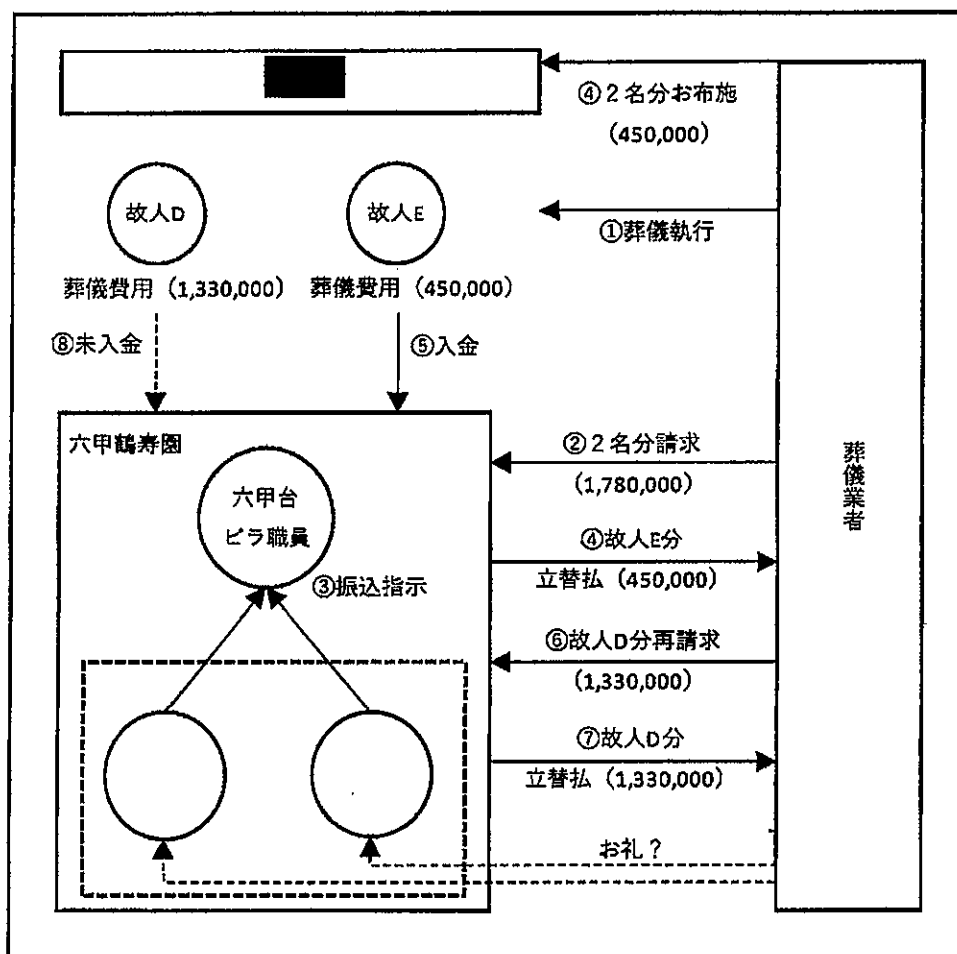 ④2名分お布施
(450,000)
故人D
故人E
①葬儀執行
葬儀費用（1,330,000）
葬儀費用（450,000）
⑧未入金
⑤入金
六甲鶴寿園
②2名分請求
(1,780,000)
六甲台
ビラ職員
④故人E分
立替払（450,000）
③振込指示
⑥故人D分再請求
(1,330,000)
⑦故人D分
立替払（1,330,000）
お礼？
葬儀業者